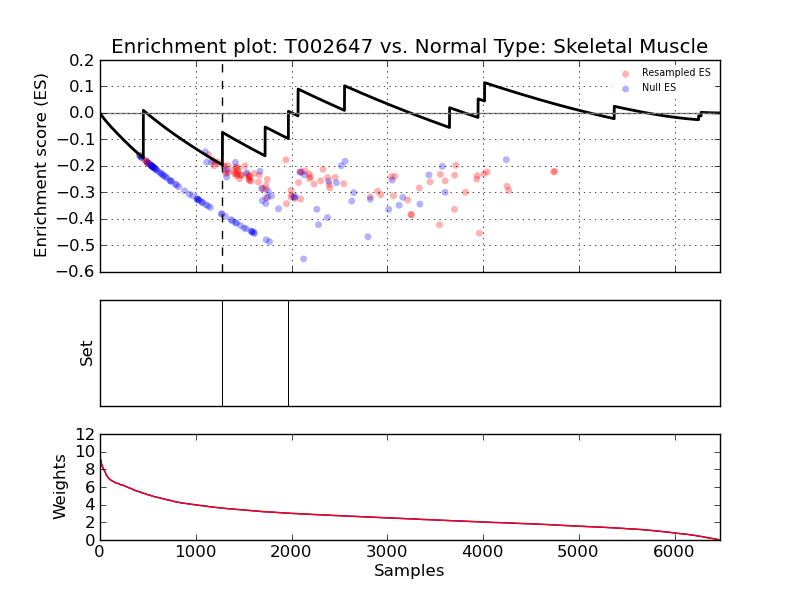 Enrichment plot: T002647 vs. Normal Type: Skeletal Muscle
Enrichment score (ES)
0.2
0.1
0.0
−0.1
−0.2
−0.3
−0.4
−0.5
−0.6
Resampled ES
Null ES
Set
Weights
12
10
8
6
4
2
0
0 1000 2000 3000 4000 5000 6000
Samples